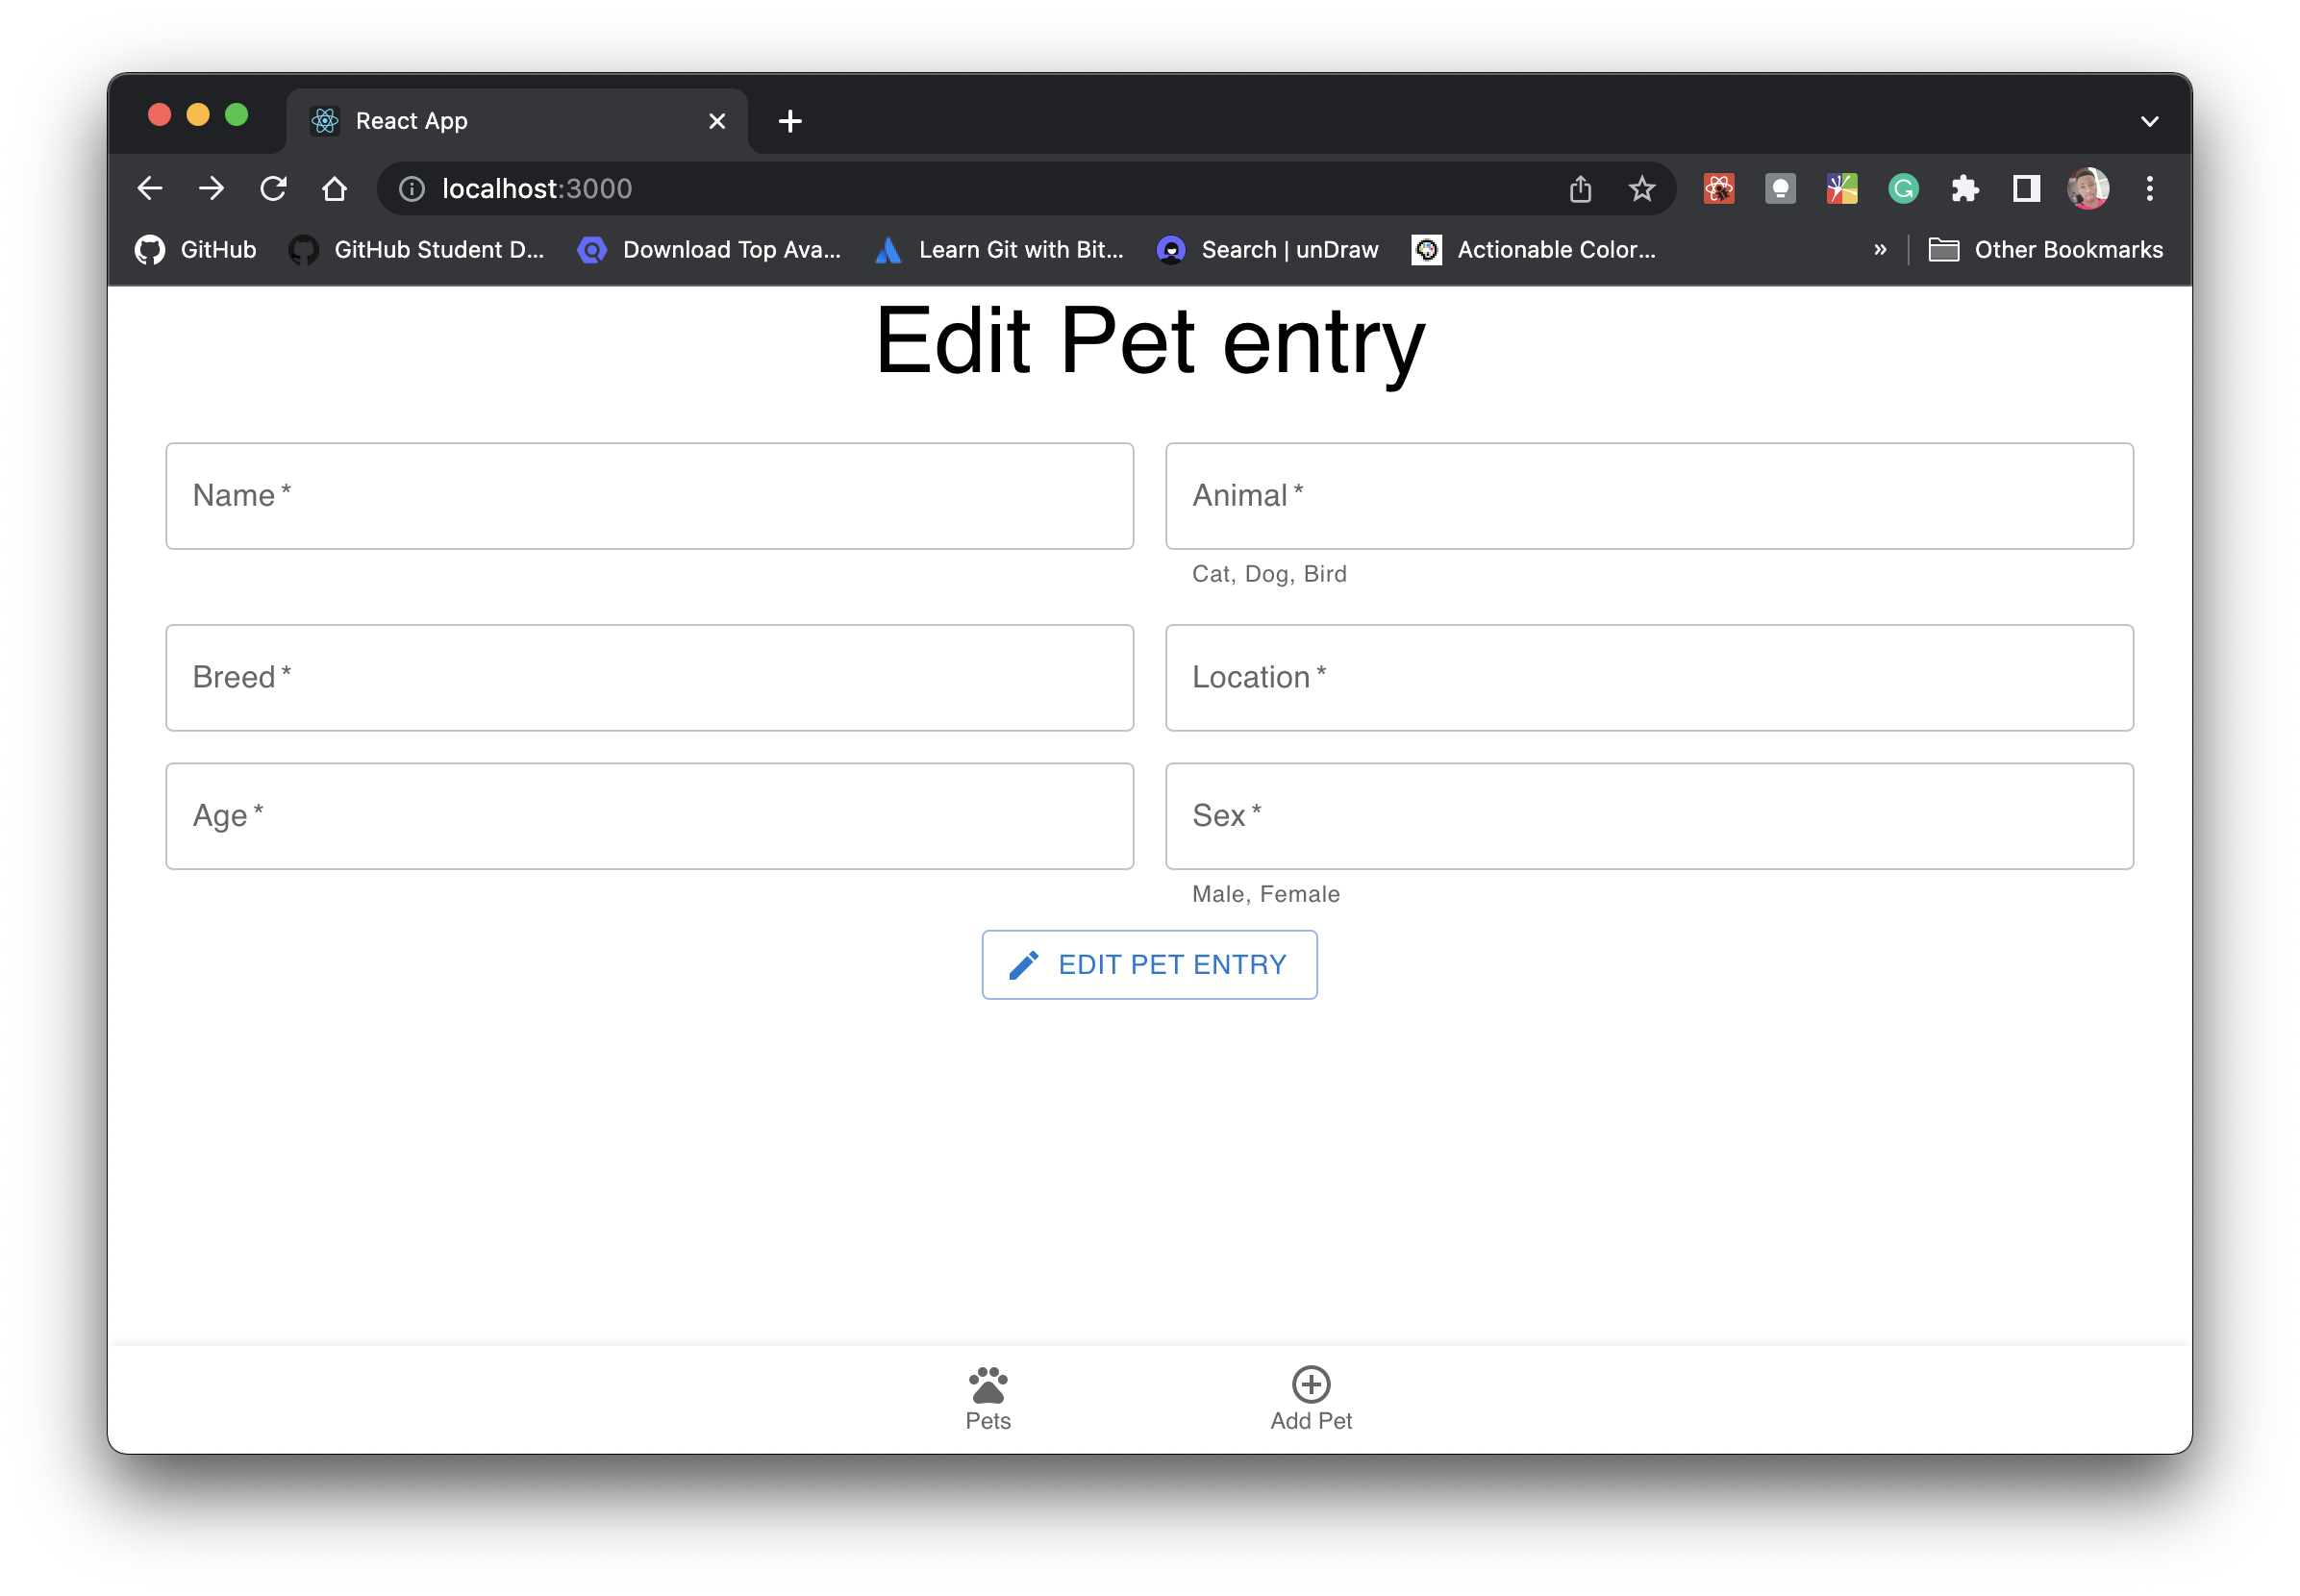 React App
localhost:3000
GitHub GitHub Student D... Download Top Ava... Learn Git with Bit... Search | unDraw Actionable Color... » Other Bookmarks
Edit Pet entry
Name *
Animal *
Cat, Dog, Bird
Breed *
Location *
Age *
Sex *
Male, Female
EDIT PET ENTRY
Pets
Add Pet